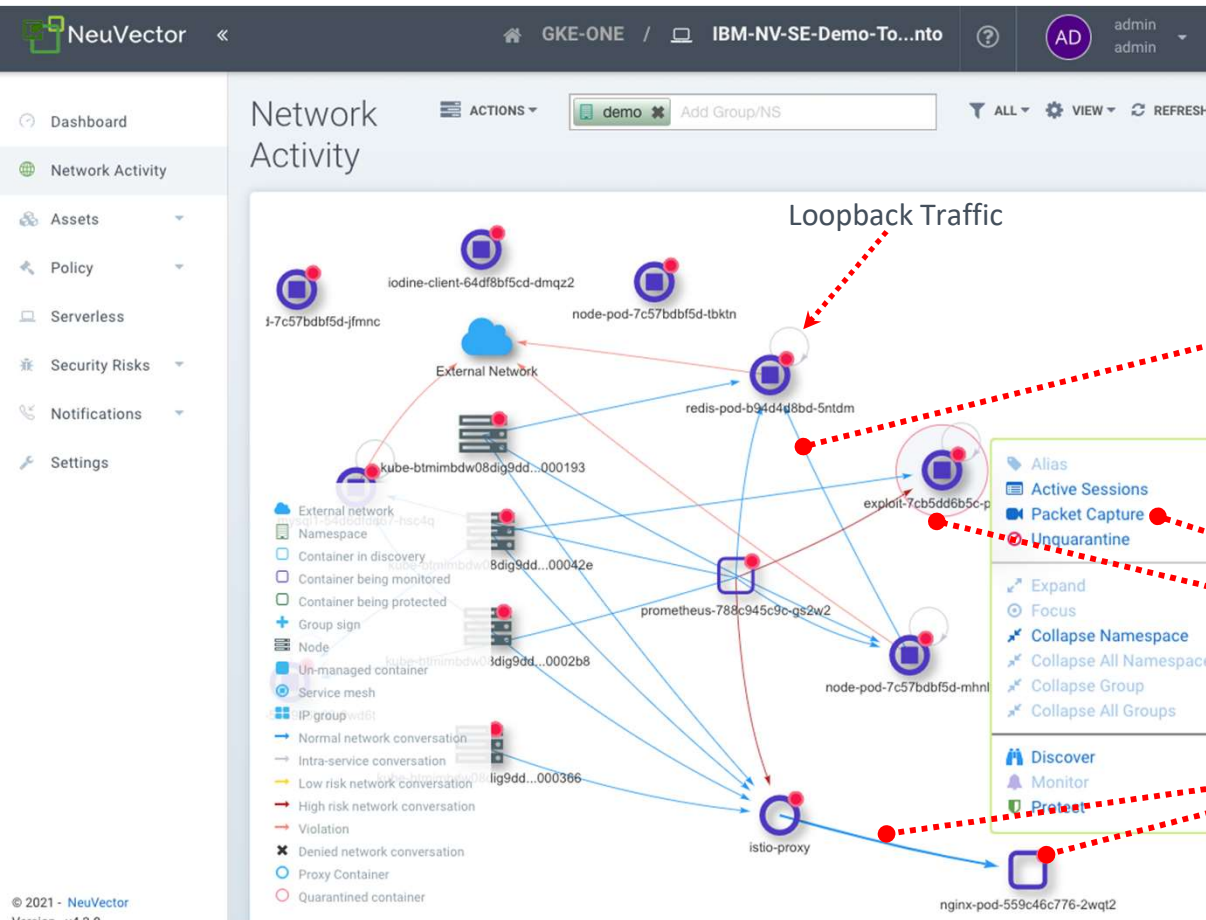 NeuVector «
GKE-ONE / IBM-NV-SE-Demo-To...nto
AD
admin
admin
Dashboard
Network Activity
Assets
Policy
Serverless
Security Risks
Notifications
Settings
© 2021 - NeuVector
Network
Activity
ACTIONS
demo
Add Group/NS
ALL
VIEW
REFRESH
Loopback Traffic
iodine-client-64df8bf5cd-dmqz2
-7c57bdbf5d-jfmnc
node-pod-7c57bdbf5d-tbktn
External Network
redis-pod-b94d4d8bd-5ntdm
kube-btmimbdw08dig9dd...000193
exploit-7cb5dd6b5c-p
8dig9dd...00042e
prometheus-788c945c9c-gs2w2
8dig9dd...0002b8
node-pod-7c57bdbf5d-mhnl
dig9dd...000366
istio-proxy
nginx-pod-559c46c776-2wqt2
External network
Namespace
Container in discovery
Container being monitored
Container being protected
Group sign
Node
Un-managed container
Service mesh
IP group
Normal network conversation
Intra-service conversation
Low risk network conversation
High risk network conversation
Violation
Denied network conversation
Proxy Container
Quarantined container
Alias
Active Sessions
Packet Capture
Unquarantine
Expand
Focus
Collapse Namespace
Collapse All Namespace
Collapse Group
Collapse All Groups
Discover
Monitor
Protect